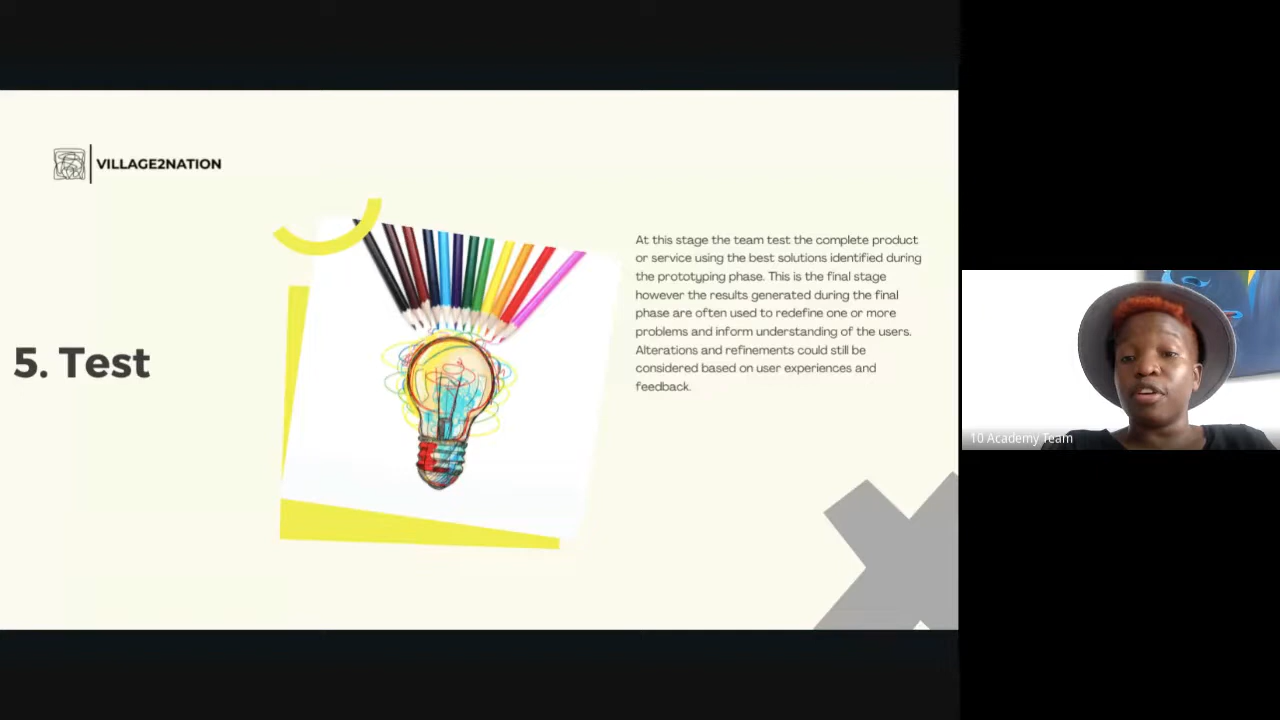 VILLAGE2NATION
5. Test
At this stage the team test the complete product
or service using the best solutions identified during
the prototyping phase. This is the final stage
however the results generated during the final
phase are often used to redefine one or more
problems and inform understanding of the users.
Alterations and refinements could still be
considered based on user experiences and
feedback.
10 Academy Team